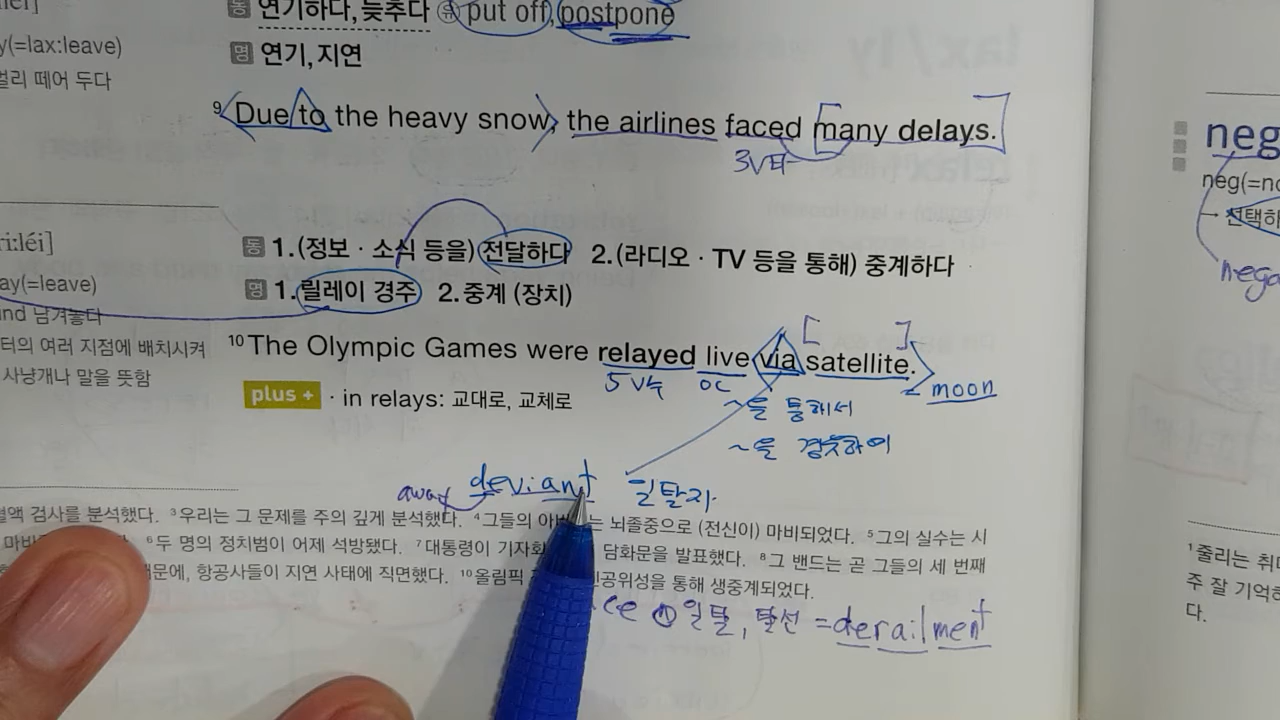 동 연기하다, 늦추다 유 put off, postpone
y(=lax:leave)
멀리 떼어 두다
명 연기, 지연
9 Due to the heavy snow, the airlines faced many delays.
3V타
neg
neg(=no
→ 선택하
nega
ri:léi]
동 1.(정보 · 소식 등을) 전달하다 2.(라디오 · TV 등을 통해) 중계하다
ay(=leave)
명 1.릴레이 경주 2.중계 (장치)
ind 남겨놓다
터의 여러 지점에 배치시켜
사냥개나 말을 뜻함
[ ]
10 The Olympic Games were relayed live via satellite.
5V수 OC
moon
plus + · in relays: 교대로, 교체로
~을 통해서
~을 경유하여
away deviant 일탈자
혈액 검사를 분석했다. 3 우리는 그 문제를 주의 깊게 분석했다. 4 그들의 아버 는 뇌졸중으로 (전신이) 마비되었다. 5 그의 실수는 시
마비 6 두 명의 정치범이 어제 석방됐다. 7 대통령이 기자회 담화문을 발표했다. 8 그 밴드는 곧 그들의 세 번째
문에, 항공사들이 지연 사태에 직면했다. 10 올림픽 인공위성을 통해 생중계되었다.
ce 일탈, 탈선 = derailment
1 줄리는 취
주 잘 기억하
다.